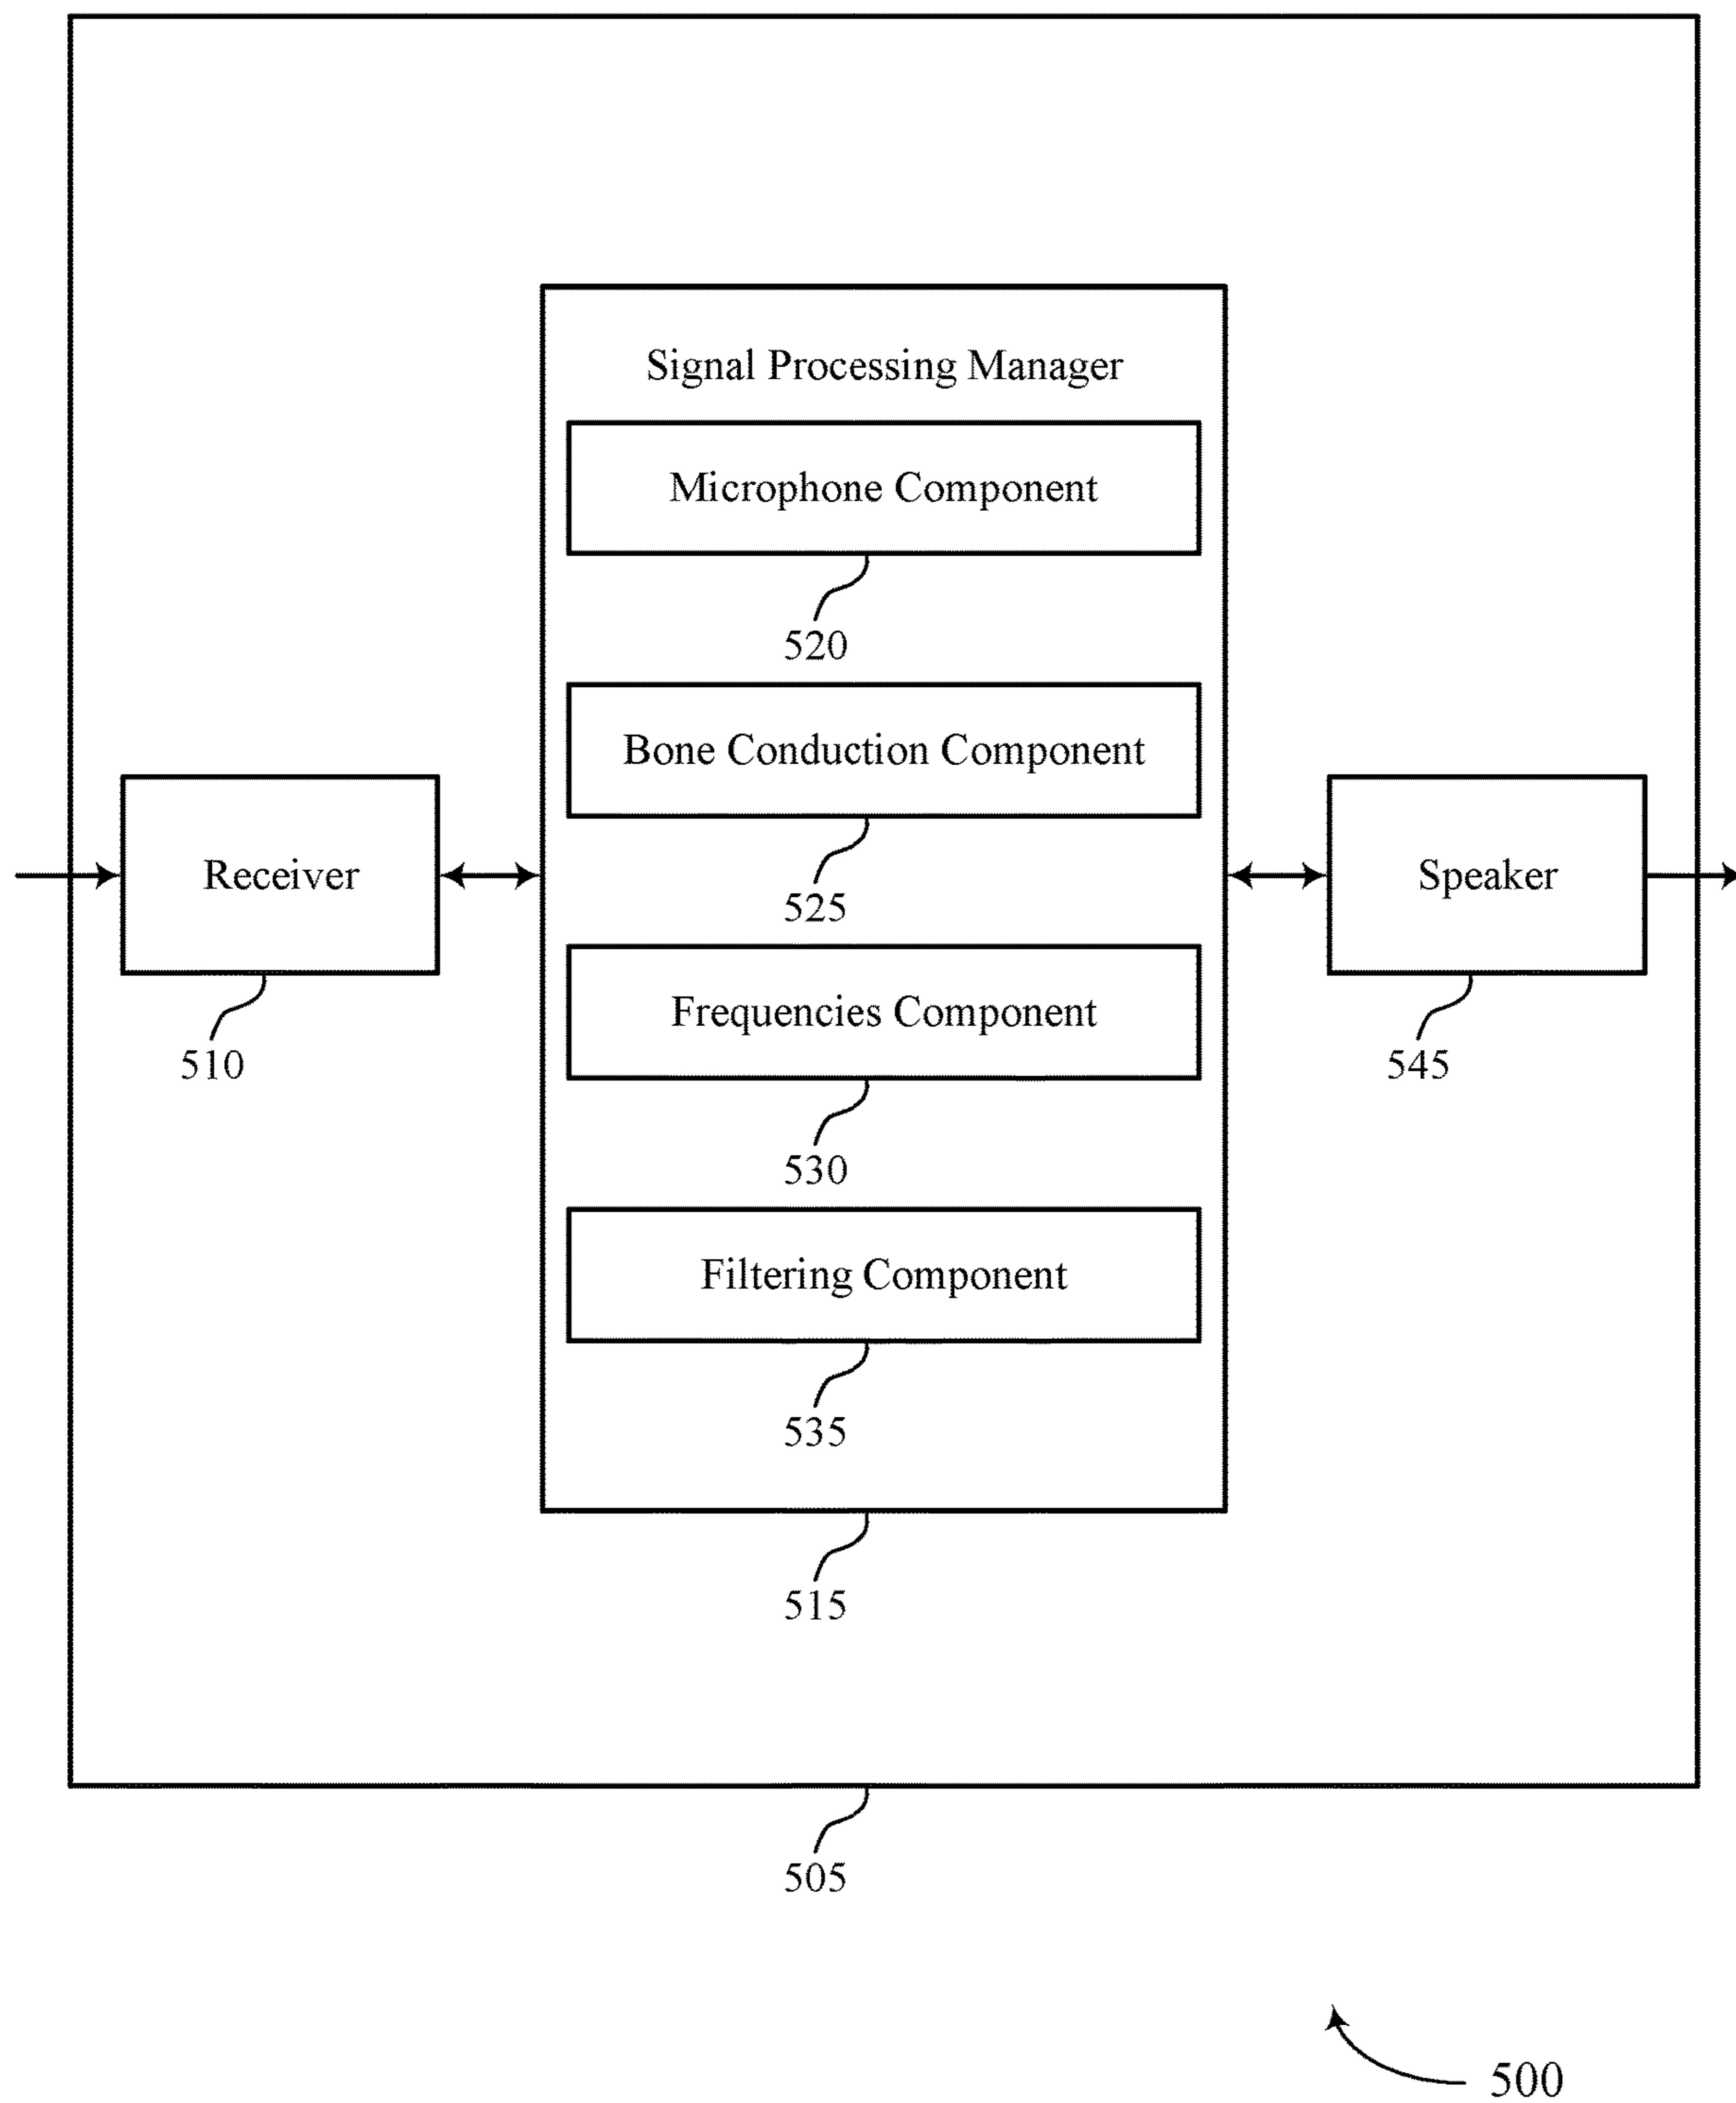 Signal Processing Manager
Microphone Component
520
Bone Conduction Component
525
Receiver
510
Speaker
545
Frequencies Component
530
Filtering Component
535
515
505
500